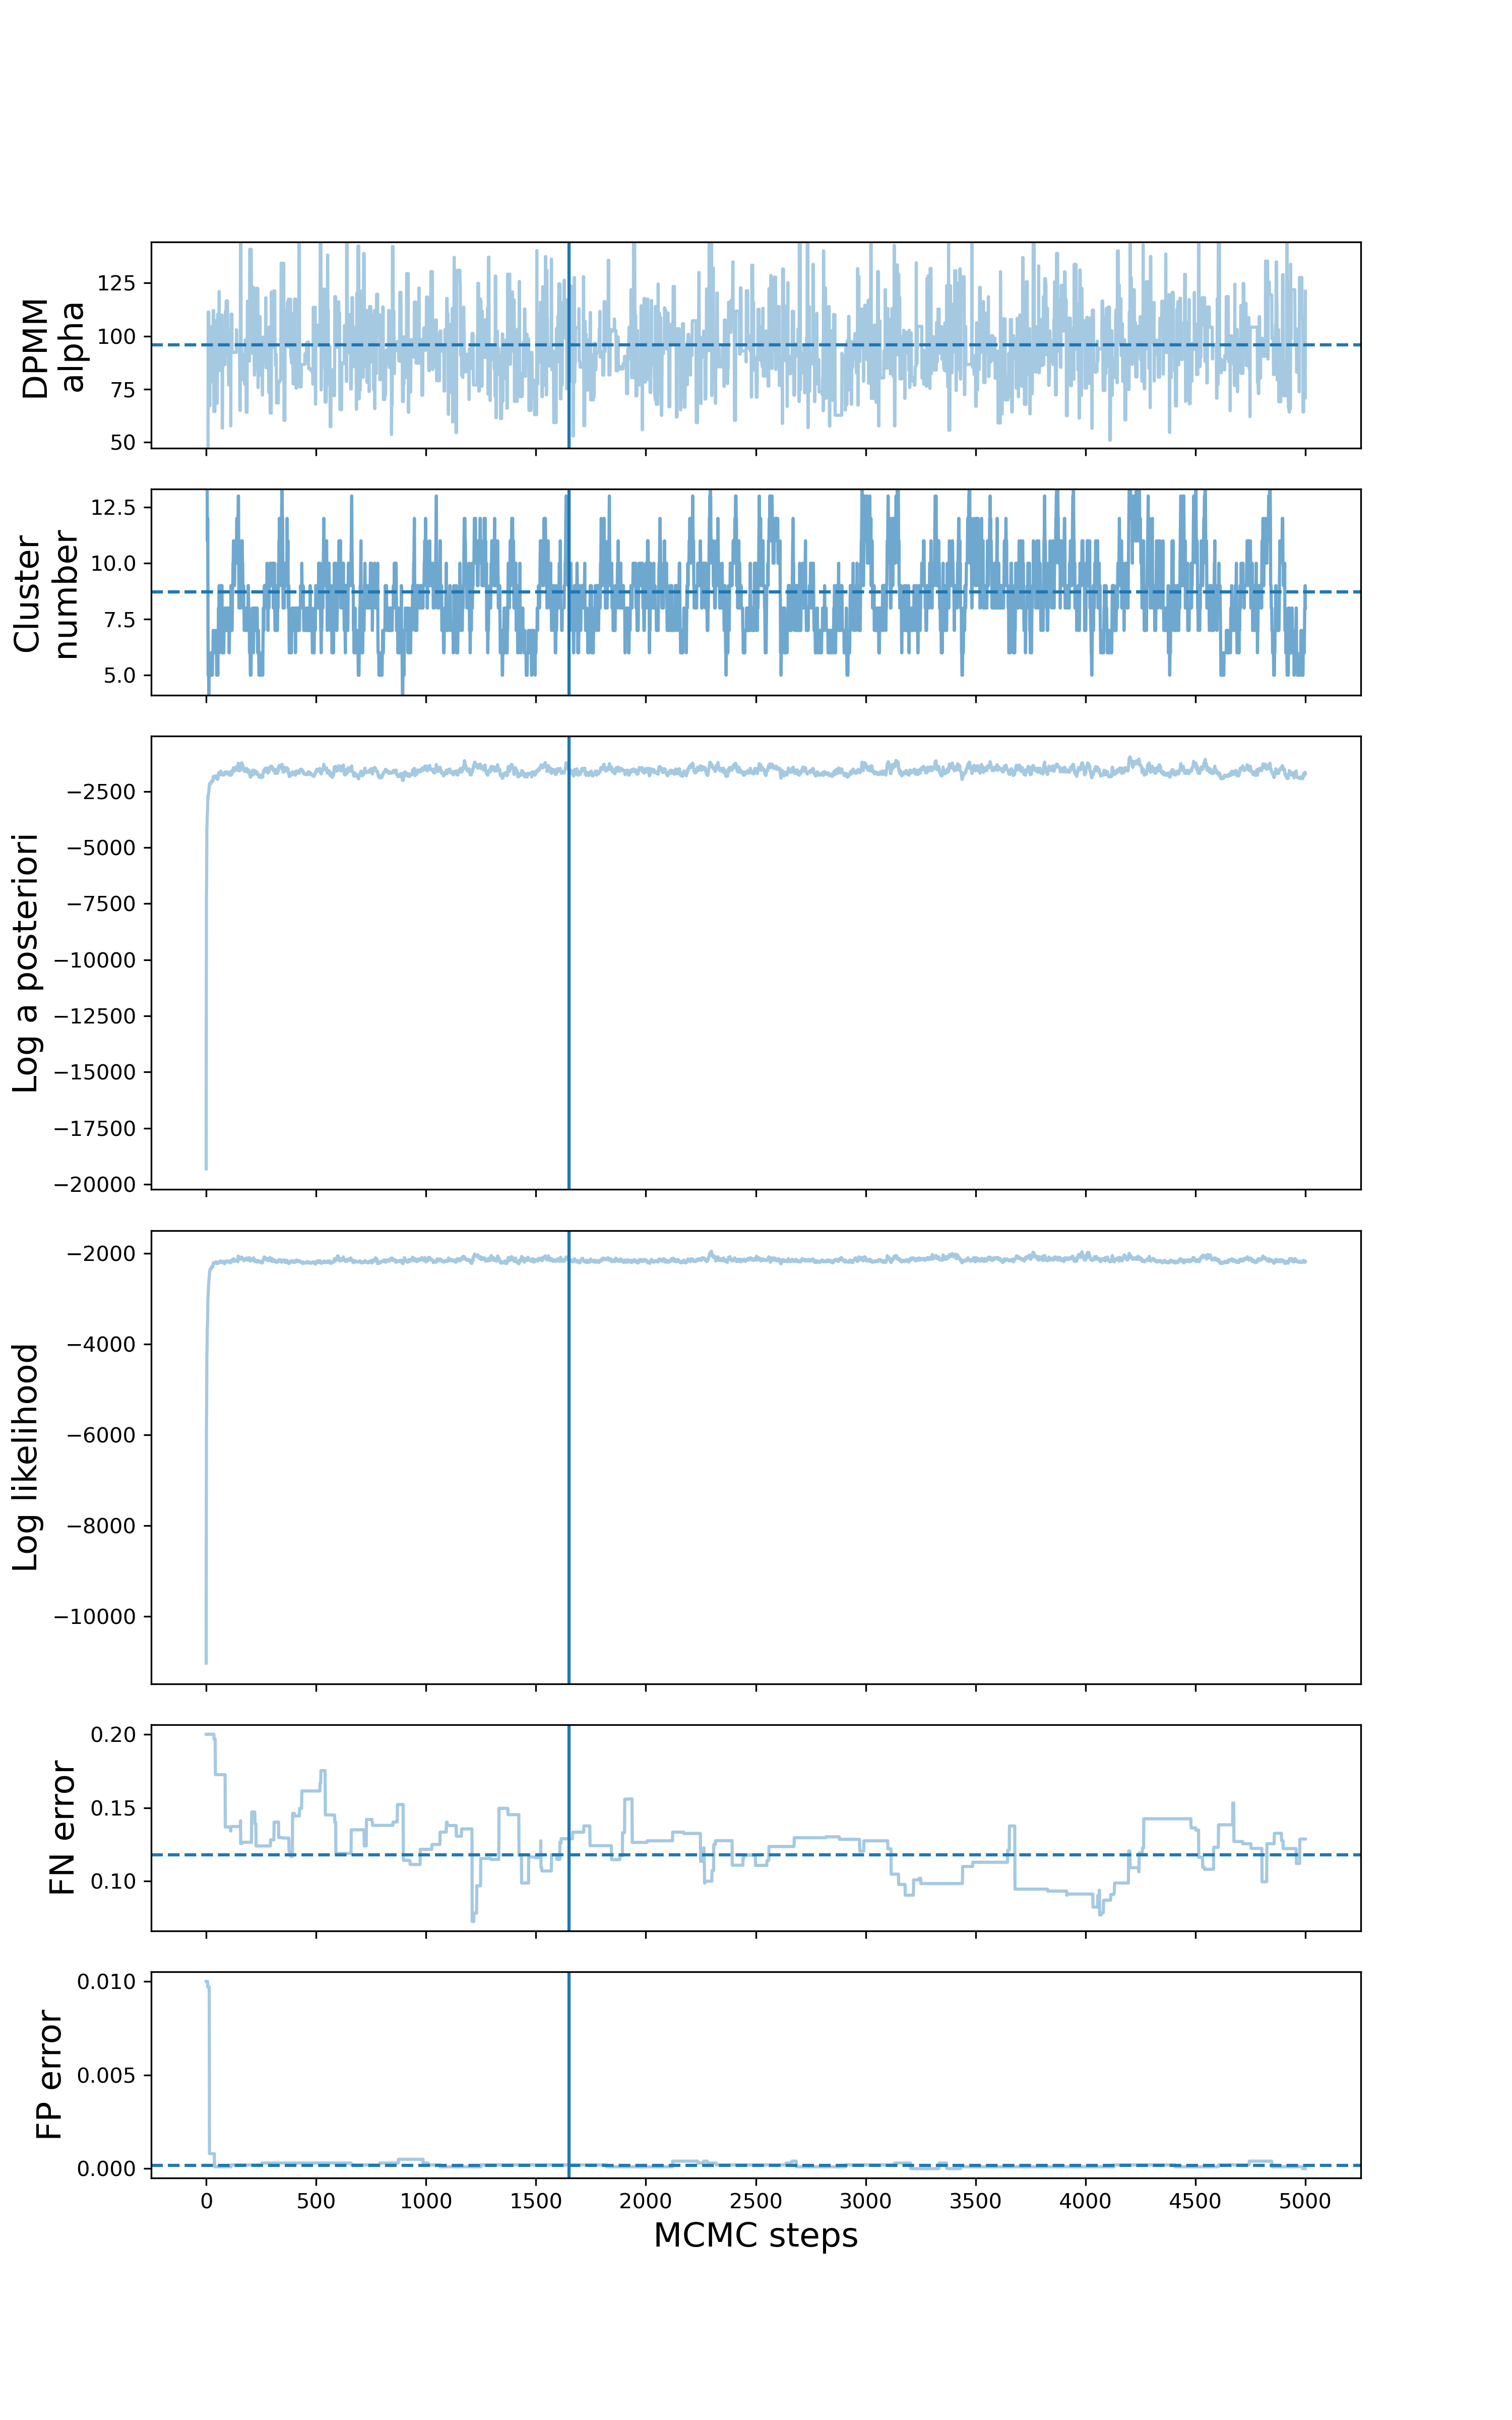 DPMM
alpha
125
100
75
50
Cluster
number
12.5
10.0
7.5
5.0
Log a posteriori
−2500
−5000
−7500
−10000
−12500
−15000
−17500
−20000
Log likelihood
−2000
−4000
−6000
−8000
−10000
FN error
0.20
0.15
0.10
FP error
0.010
0.005
0.000
0 500 1000 1500 2000 2500 3000 3500 4000 4500 5000
MCMC steps